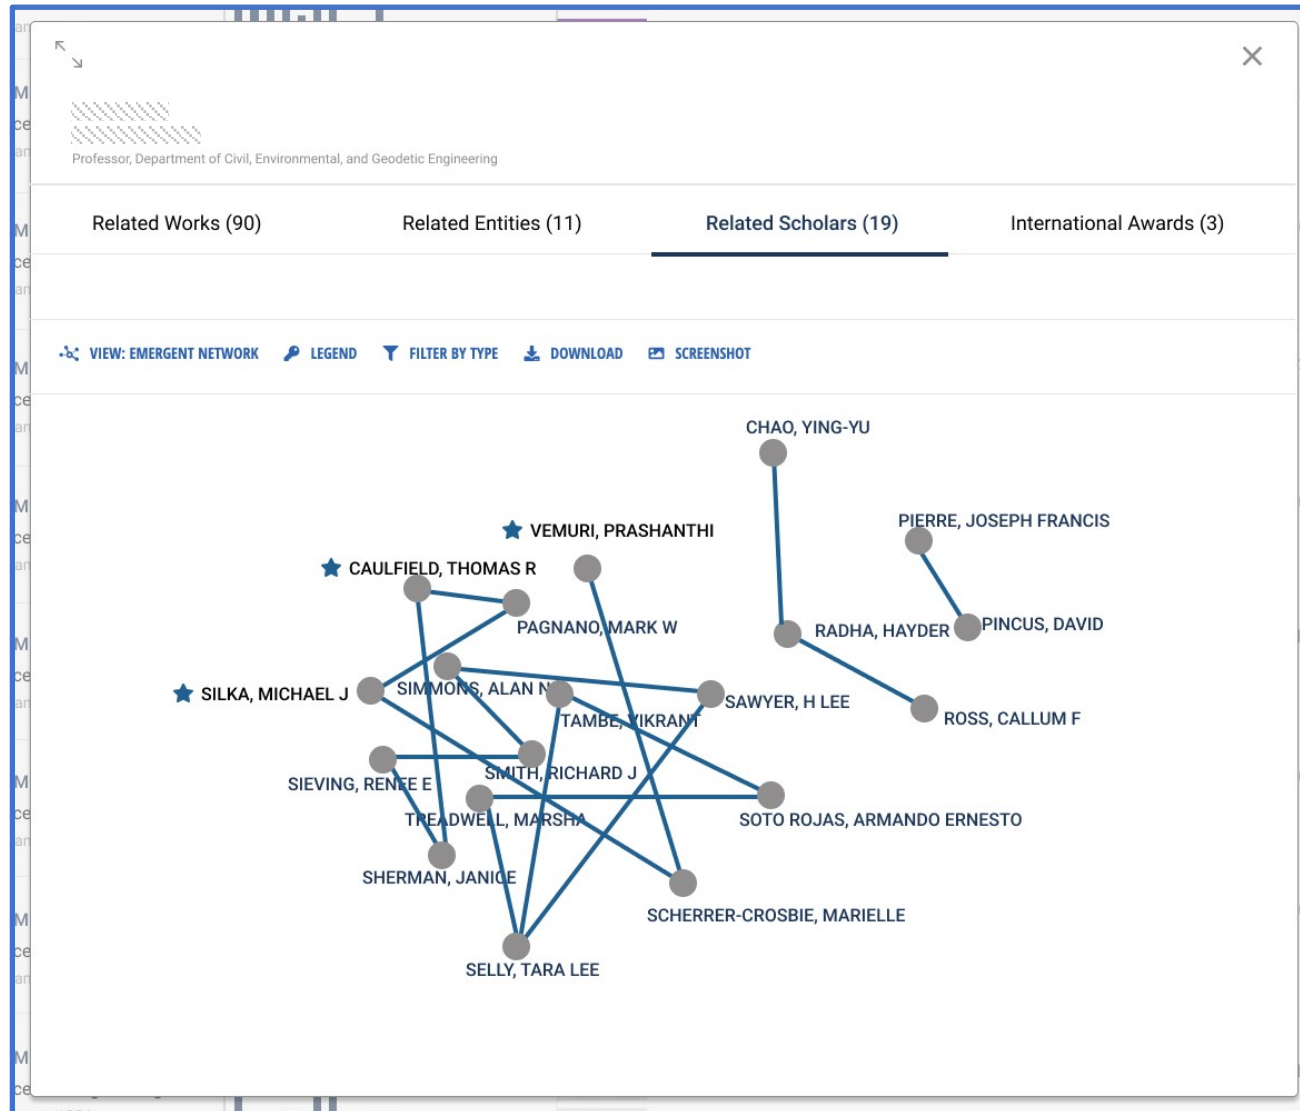 Professor, Department of Civil, Environmental, and Geodetic Engineering
Related Works (90)
Related Entities (11)
Related Scholars (19)
International Awards (3)
VIEW: EMERGENT NETWORK
LEGEND
FILTER BY TYPE
DOWNLOAD
SCREENSHOT
CHAO, YING-YU
PIERRE, JOSEPH FRANCIS
VEMURI, PRASHANTHI
CAULFIELD, THOMAS R
PAGNANO, MARK W
RADHA, HAYDER
PINCUS, DAVID
SILKA, MICHAEL J
SIMMONS, ALAN N
SAWYER, H LEE
TAMBE, VIKRANT
ROSS, CALLUM F
SMITH, RICHARD J
SIEVING, RENEE E
TREADWELL, MARSHA
SOTO ROJAS, ARMANDO ERNESTO
SHERMAN, JANICE
SCHERRER-CROSBIE, MARIELLE
SELLY, TARA LEE